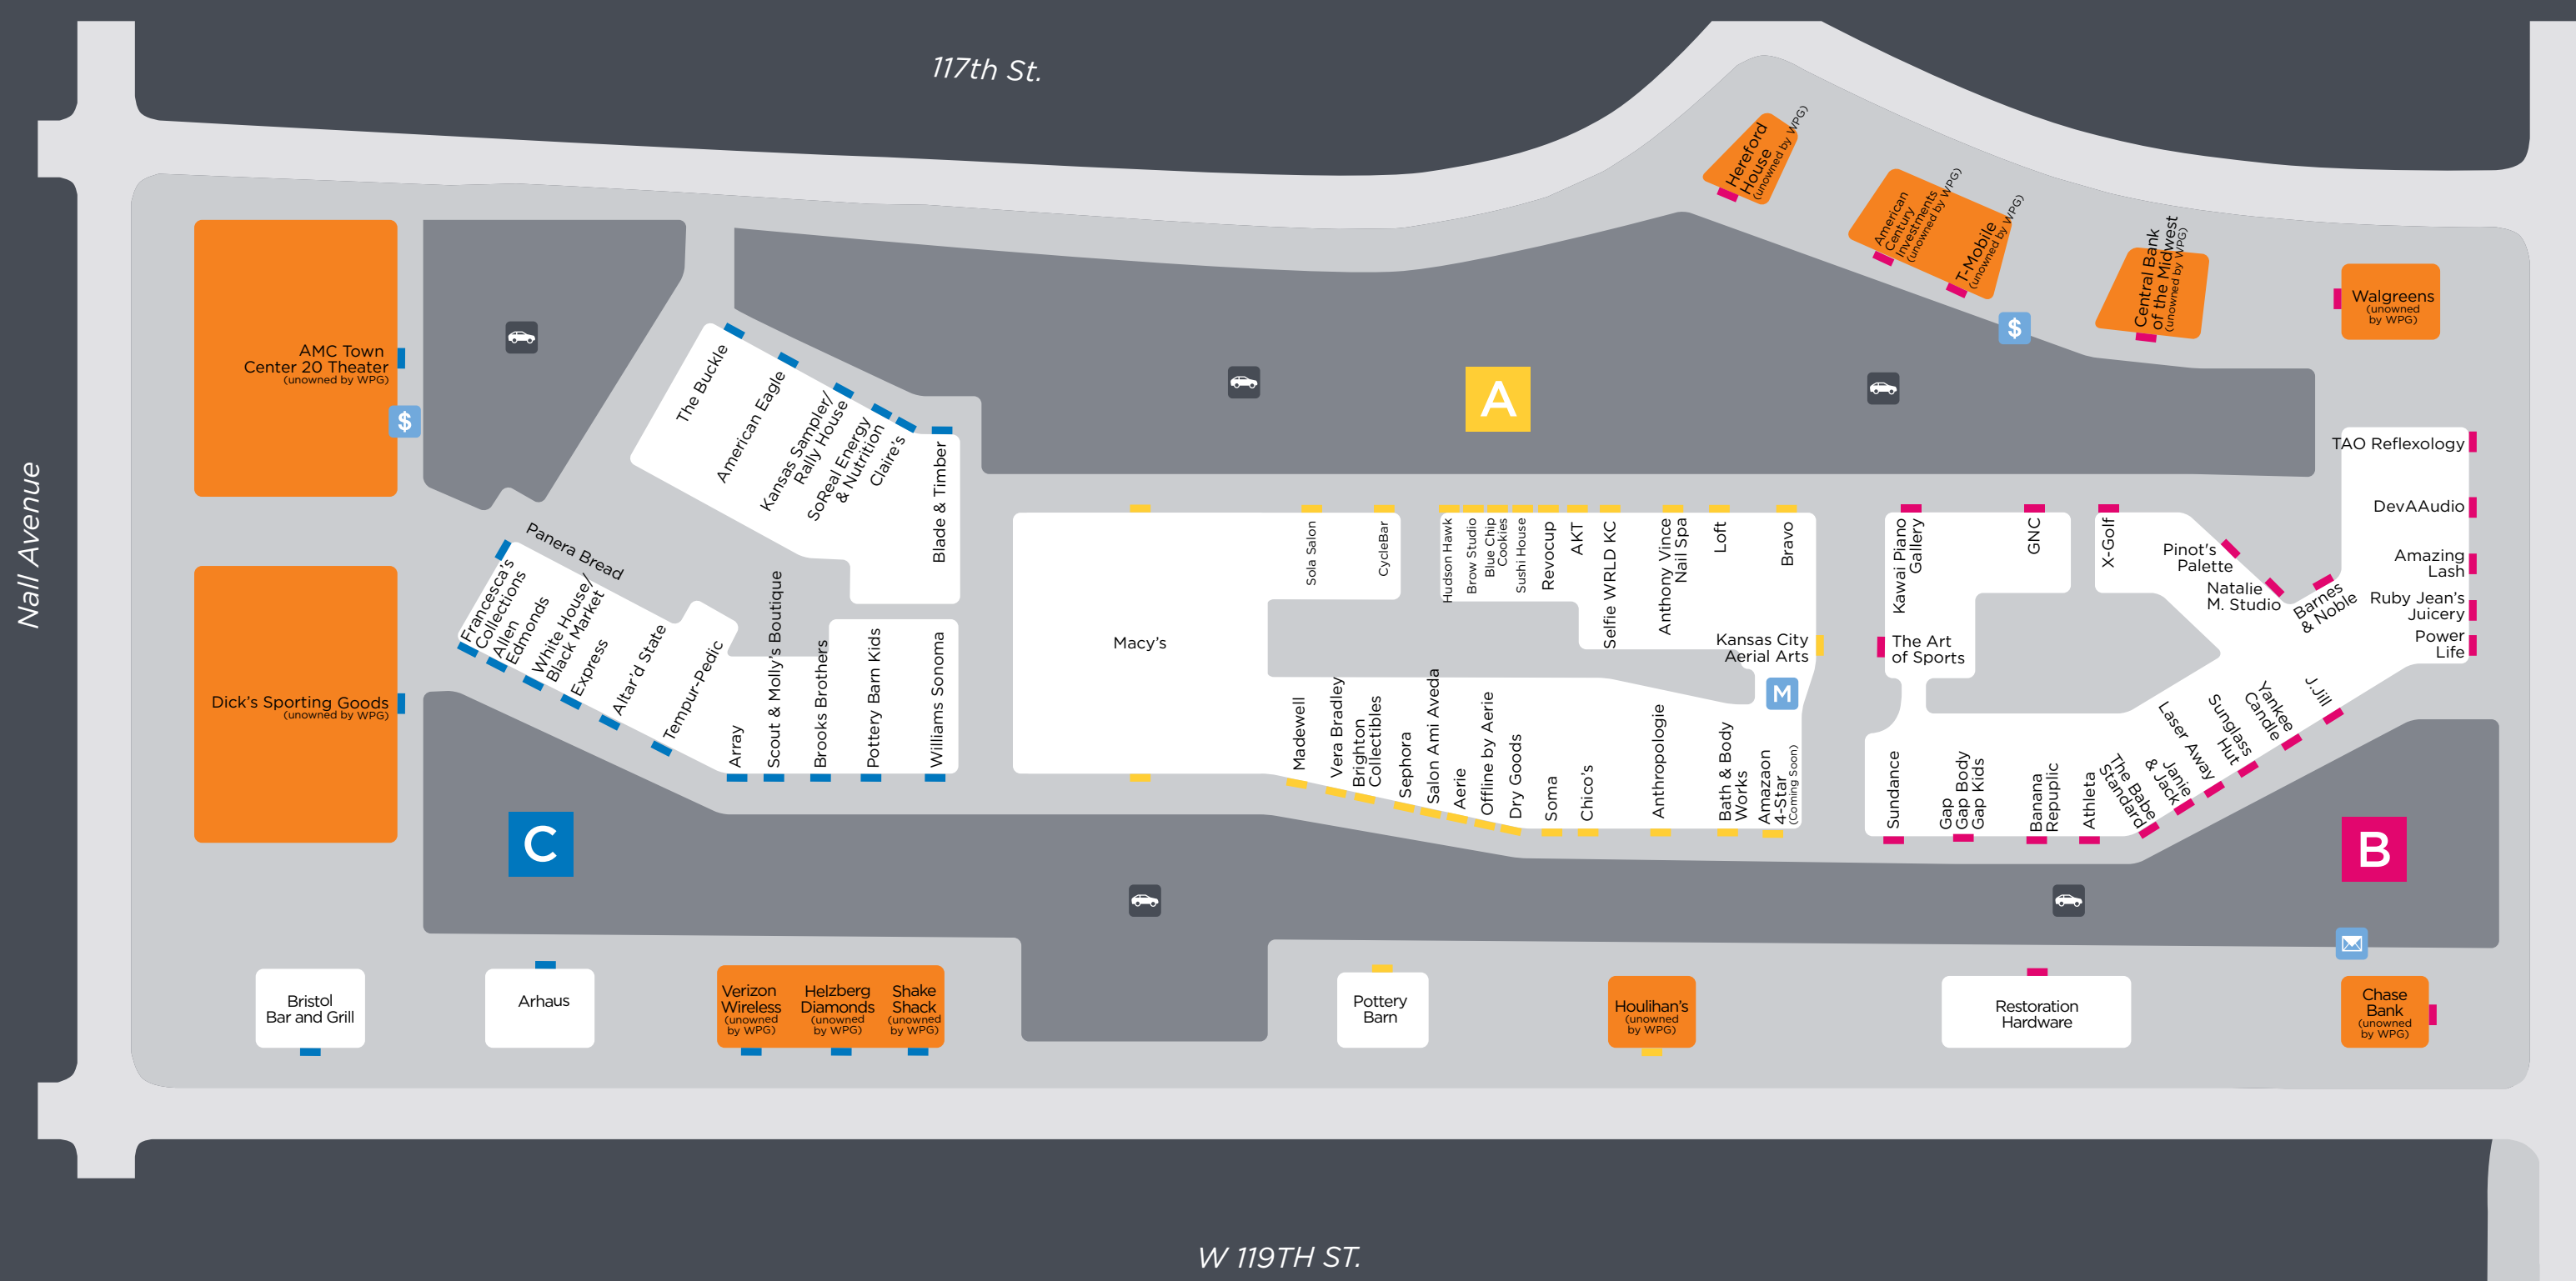 117th St.
Nall Avenue
W 119TH ST.
Hereford
House
(unowned by WPG)
American
Century
Investments
(unowned by WPG)
T-Mobile
(unowned by WPG)
Central Bank
of the Midwest
(unowned by WPG)
Walgreens
(unowned
by WPG)
$
AMC Town
Center 20 Theater
(unowned by WPG)
$
Dick's Sporting Goods
(unowned by WPG)
A
The Buckle
American Eagle
Kansas Sampler/
Rally House
SoReal Energy
& Nutrition
Claire's
Blade & Timber
Panera Bread
Francesca's
Collections
Allen
Edmonds
White House/
Black Market
Express
Altar'd State
Tempur-Pedic
Array
Scout & Molly's Boutique
Brooks Brothers
Pottery Barn Kids
Williams Sonoma
Macy's
Sola Salon
CycleBar
Hudson Hawk
Brow Studio
Blue Chip
Cookies
Sushi House
Revocup
AKT
Selfie WRLD KC
Anthony Vince
Nail Spa
Loft
Bravo
Kansas City
Aerial Arts
M
Madewell
Vera Bradley
Brighton
Collectibles
Sephora
Salon Ami Aveda
Aerie
Offline by Aerie
Dry Goods
Soma
Chico's
Anthropologie
Bath & Body
Works
Amazaon
4-Star
(Coming Soon)
Kawai Piano
Gallery
GNC
X-Golf
Pinot's
Palette
Natalie
M. Studio
Barnes
& Noble
TAO Reflexology
DevAAudio
Amazing
Lash
Ruby Jean's
Juicery
Power
Life
The Art
of Sports
Sundance
Gap
Gap Body
Gap Kids
Banana
Repuplic
Athleta
The Babe
Standard
Janie
& Jack
Laser Away
Sunglass
Hut
Yankee
Candle
J.Jill
C
B
Bristol
Bar and Grill
Arhaus
Verizon
Wireless
(unowned
by WPG)
Helzberg
Diamonds
(unowned
by WPG)
Shake
Shack
(unowned
by WPG)
Pottery
Barn
Houlihan's
(unowned
by WPG)
Restoration
Hardware
Chase
Bank
(unowned
by WPG)